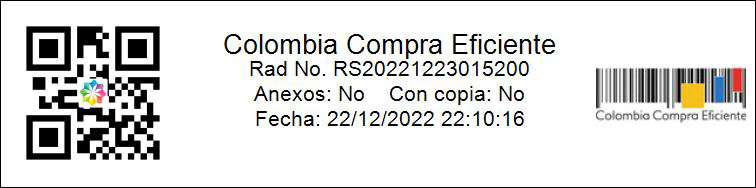 Colombia Compra Eficiente
Rad No. RS20221223015200
Anexos: No    Con copia: No
Fecha: 22/12/2022 22:10:16
Colombia Compra Eficiente